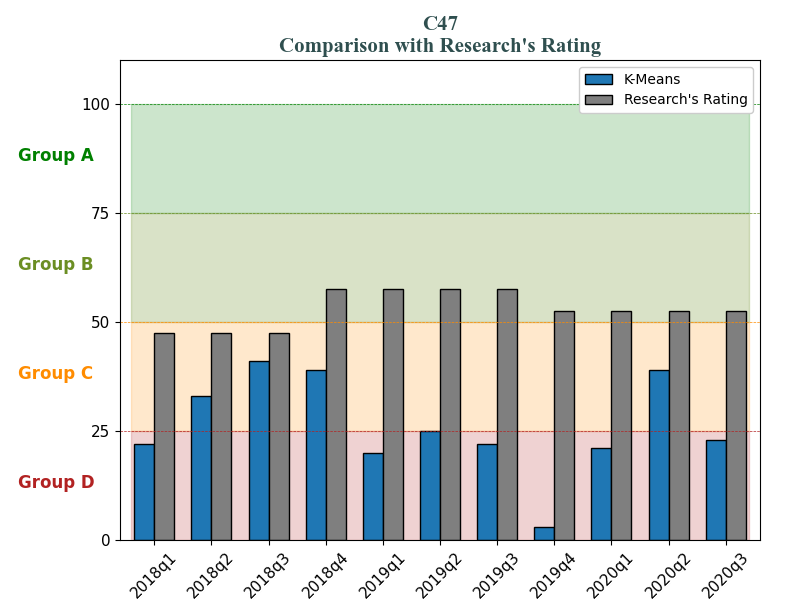 C47
Comparison with Research's Rating
K-Means
Research's Rating
100
75
50
25
0
Group A
Group B
Group C
Group D
2018q1
2018q2
2018q3
2018q4
2019q1
2019q2
2019q3
2019q4
2020q1
2020q2
2020q3